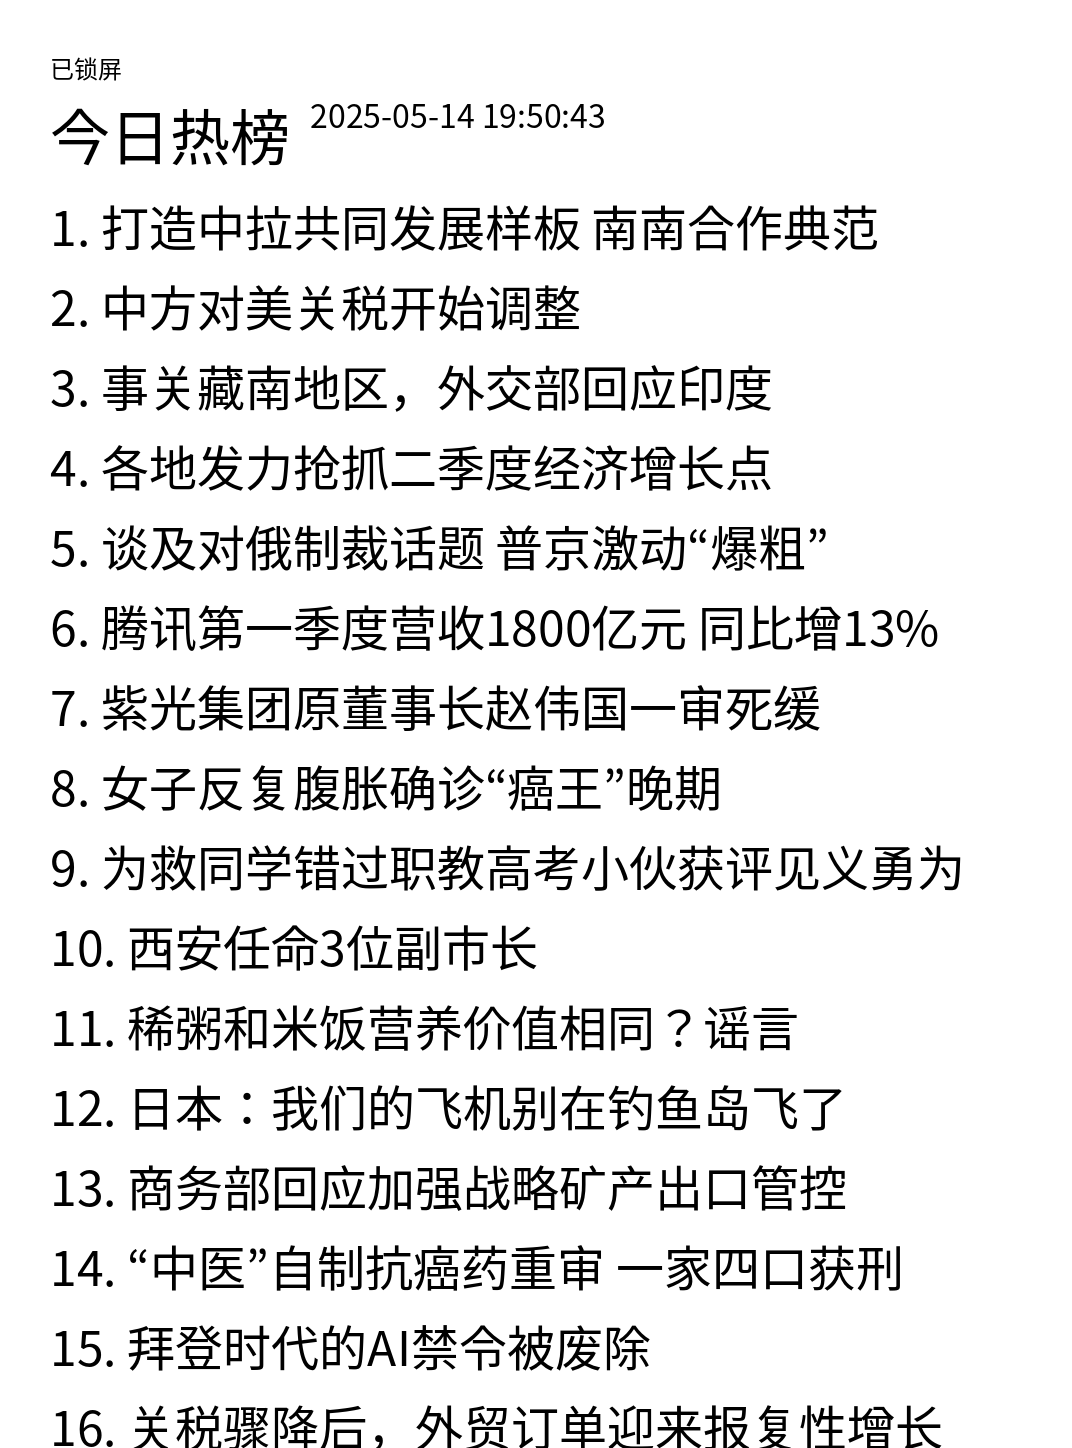 已锁屏
今日热榜 2025-05-14 19:50:43
1. 打造中拉共同发展样板 南南合作典范
2. 中方对美关税开始调整
3. 事关藏南地区，外交部回应印度
4. 各地发力抢抓二季度经济增长点
5. 谈及对俄制裁话题 普京激动“爆粗”
6. 腾讯第一季度营收1800亿元 同比增13%
7. 紫光集团原董事长赵伟国一审死缓
8. 女子反复腹胀确诊“癌王”晚期
9. 为救同学错过职教高考小伙获评见义勇为
10. 西安任命3位副市长
11. 稀粥和米饭营养价值相同？谣言
12. 日本：我们的飞机别在钓鱼岛飞了
13. 商务部回应加强战略矿产出口管控
14. “中医”自制抗癌药重审 一家四口获刑
15. 拜登时代的AI禁令被废除
16. 关税骤降后，外贸订单迎来报复性增长